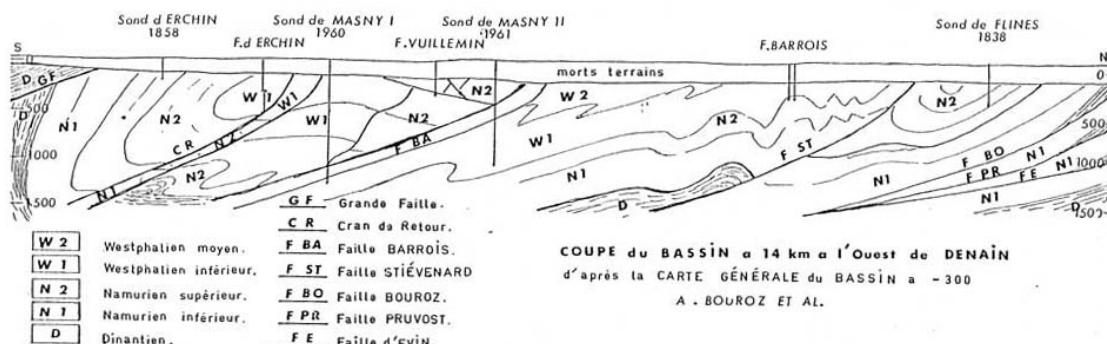 Sond d ERCHIN
1858
Sond de MASNY I
1960
Sond de MASNY II
1961
Sond de FLINES
1838
F.d ERCHIN
F.VUILLEMIN
F.BARROIS
S
N
morts terrains
0
D GF
D
500
1000
1500
N1
N2
W1
W1
N2
CR
N1
N2
W1
N2
N2
F BA
W2
W1
N2
N1
D
F ST
N2
N1
F BO
N1
F PR
N1
F E
N1
D
500
1000
1500
G F Grande Faille.
C R Cran de Retour.
F BA Faille BARROIS.
F ST Faille STIÉVENARD
F BO Faille BOUROZ.
F PR Faille PRUVOST.
F E Faille d'EVIN
W 2 Westphalien moyen.
W 1 Westphalien inférieur.
N 2 Namurien supérieur.
N 1 Namurien inférieur.
D Dinantien.
COUPE du BASSIN a 14 km a l'Ouest de DENAIN
d'après la CARTE GÉNÉRALE du BASSIN a -300
A. BOUROZ ET AL.